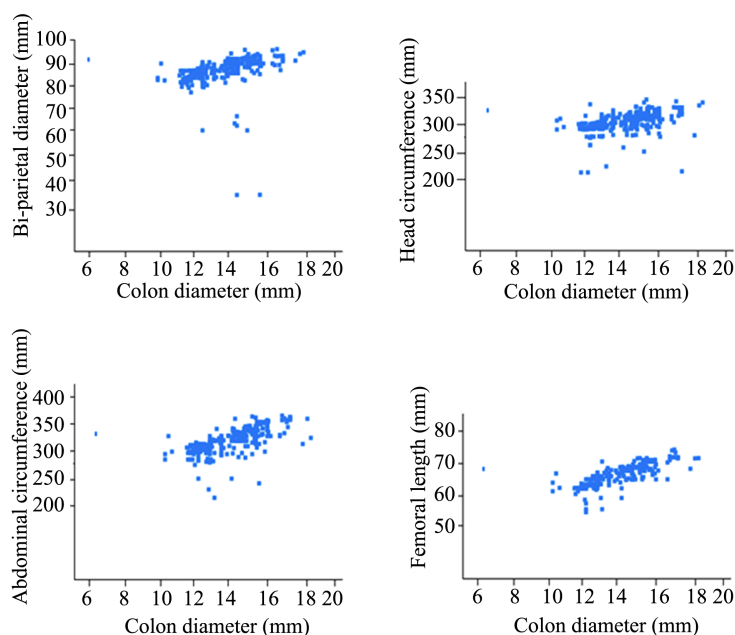 Bi-parietal diameter (mm)
100
90
80
70
60
50
40
30
6 8 10 12 14 16 18 20
Colon diameter (mm)
Head circumference (mm)
350
300
250
200
6 8 10 12 14 16 18 20
Colon diameter (mm)
Abdominal circumference (mm)
400
350
300
250
200
6 8 10 12 14 16 18 20
Colon diameter (mm)
Femoral length (mm)
80
70
60
50
6 8 10 12 14 16 18 20
Colon diameter (mm)